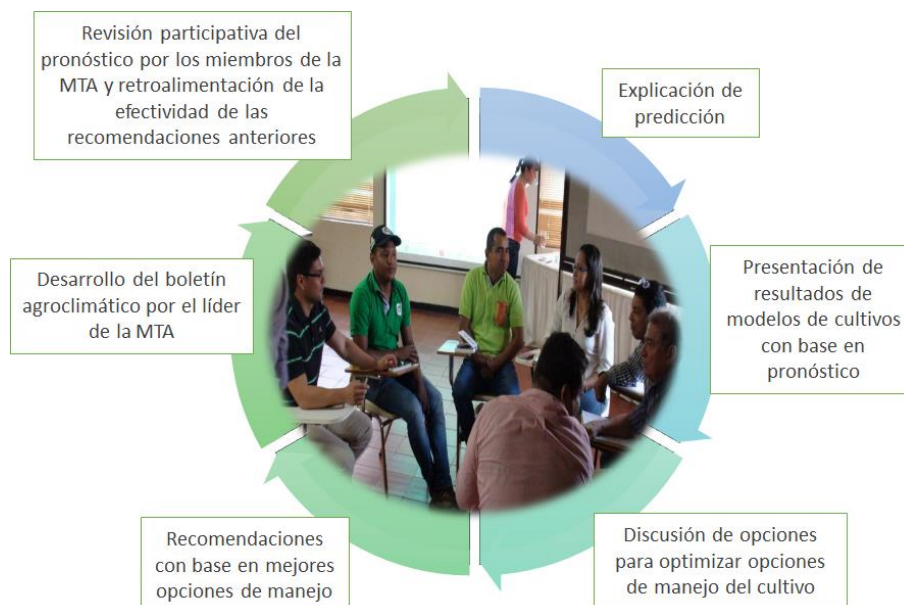 Revisión participativa del
pronóstico por los miembros de la
MTA y retroalimentación de la
efectividad de las
recomendaciones anteriores
Explicación de
predicción
Presentación de
resultados de
modelos de cultivos
con base en
pronóstico
Discusión de opciones
para optimizar opciones
de manejo del cultivo
Recomendaciones
con base en mejores
opciones de manejo
Desarrollo del boletín
agroclimático por el líder
de la MTA